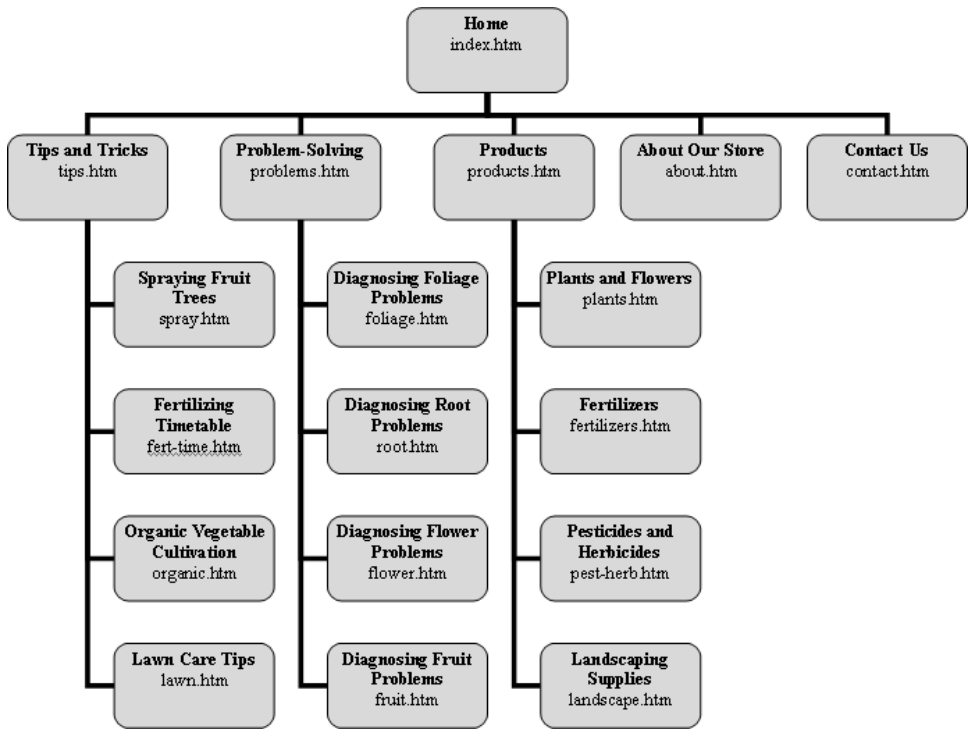 Home
index.htm
Tips and Tricks
tips.htm
Problem-Solving
problems.htm
Products
products.htm
About Our Store
about.htm
Contact Us
contact.htm
Spraying Fruit
Trees
spray.htm
Diagnosing Foliage
Problems
foliage.htm
Plants and Flowers
plants.htm
Fertilizing
Timetable
fert-time.htm
Diagnosing Root
Problems
root.htm
Fertilizers
fertilizers.htm
Organic Vegetable
Cultivation
organic.htm
Diagnosing Flower
Problems
flower.htm
Pesticides and
Herbicides
pest-herb.htm
Lawn Care Tips
lawn.htm
Diagnosing Fruit
Problems
fruit.htm
Landscaping
Supplies
landscape.htm